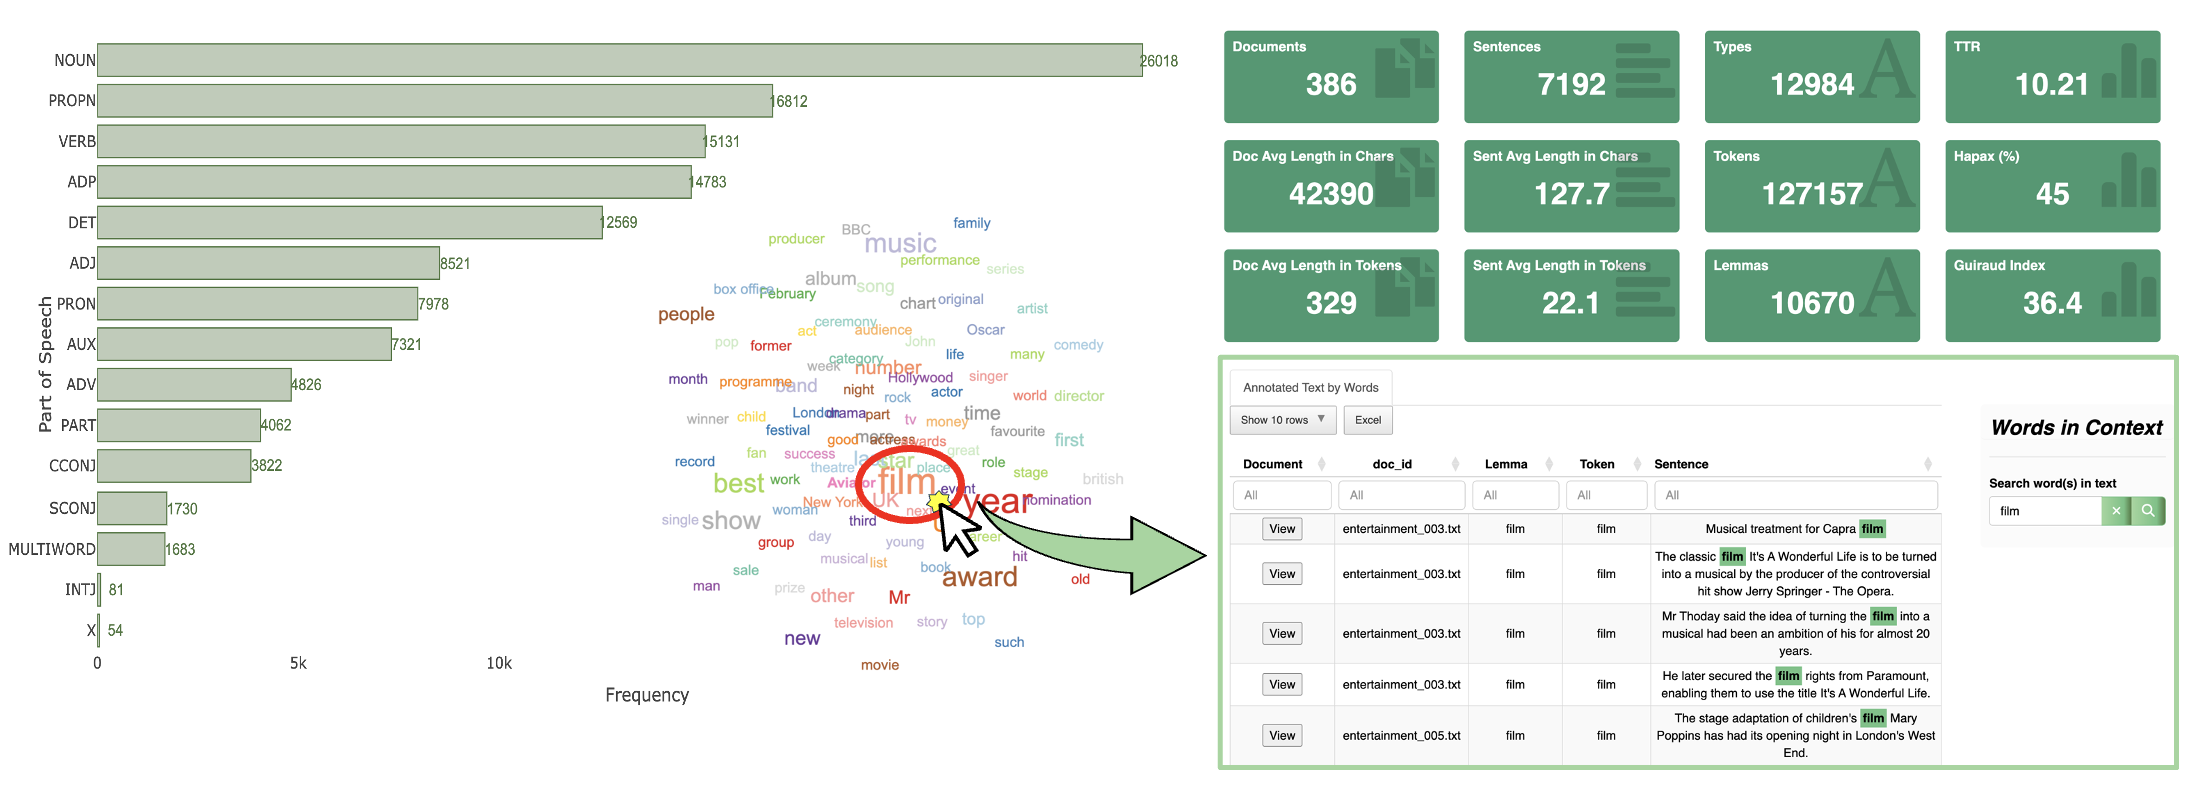 NOUN 26018
PROPN 16812
VERB 15131
ADP 14783
DET 12569
ADJ 8521
PRON 7978
AUX 7321
ADV 4826
PART 4062
CCONJ 3822
SCONJ 1730
MULTIWORD 1683
INTJ 81
X 54
0 5k 10k
Frequency
Part of Speech
BBC
family
producer
music
performance
series
album
song
box office
February
chart
original
artist
people
ceremony
act
audience
Oscar
pop
former
John
life
many
comedy
category
week
number
Hollywood
singer
month
programme
band
night
actor
rock
world
director
winner
child
London
drama
part
tv
money
time
festival
favourite
good
more
actress
awards
first
fan
success
great
record
theatre
last
star
place
role
stage
british
best
work
Aviator
film
event
New York
UK
year
nomination
woman
next
single
show
third
day
young
career
group
hit
musical
list
book
award
old
sale
man
prize
other
Mr
television
story
top
new
such
movie
Documents
386
Sentences
7192
Types
12984
TTR
10.21
Doc Avg Length in Chars
42390
Sent Avg Length in Chars
127.7
Tokens
127157
Hapax (%)
45
Doc Avg Length in Tokens
329
Sent Avg Length in Tokens
22.1
Lemmas
10670
Guiraud Index
36.4
Annotated Text by Words
Show 10 rows Excel
Document doc_id Lemma Token Sentence
All All All All All
View entertainment_003.txt film film Musical treatment for Capra film
View entertainment_003.txt film film The classic film It's A Wonderful Life is to be turned
into a musical by the producer of the controversial
hit show Jerry Springer - The Opera.
View entertainment_003.txt film film Mr Thoday said the idea of turning the film into a
musical had been an ambition of his for almost 20
years.
View entertainment_003.txt film film He later secured the film rights from Paramount,
enabling them to use the title It's A Wonderful Life.
View entertainment_005.txt film film The stage adaptation of children's film Mary
Poppins has had its opening night in London's West
End.
Words in Context
Search word(s) in text
film